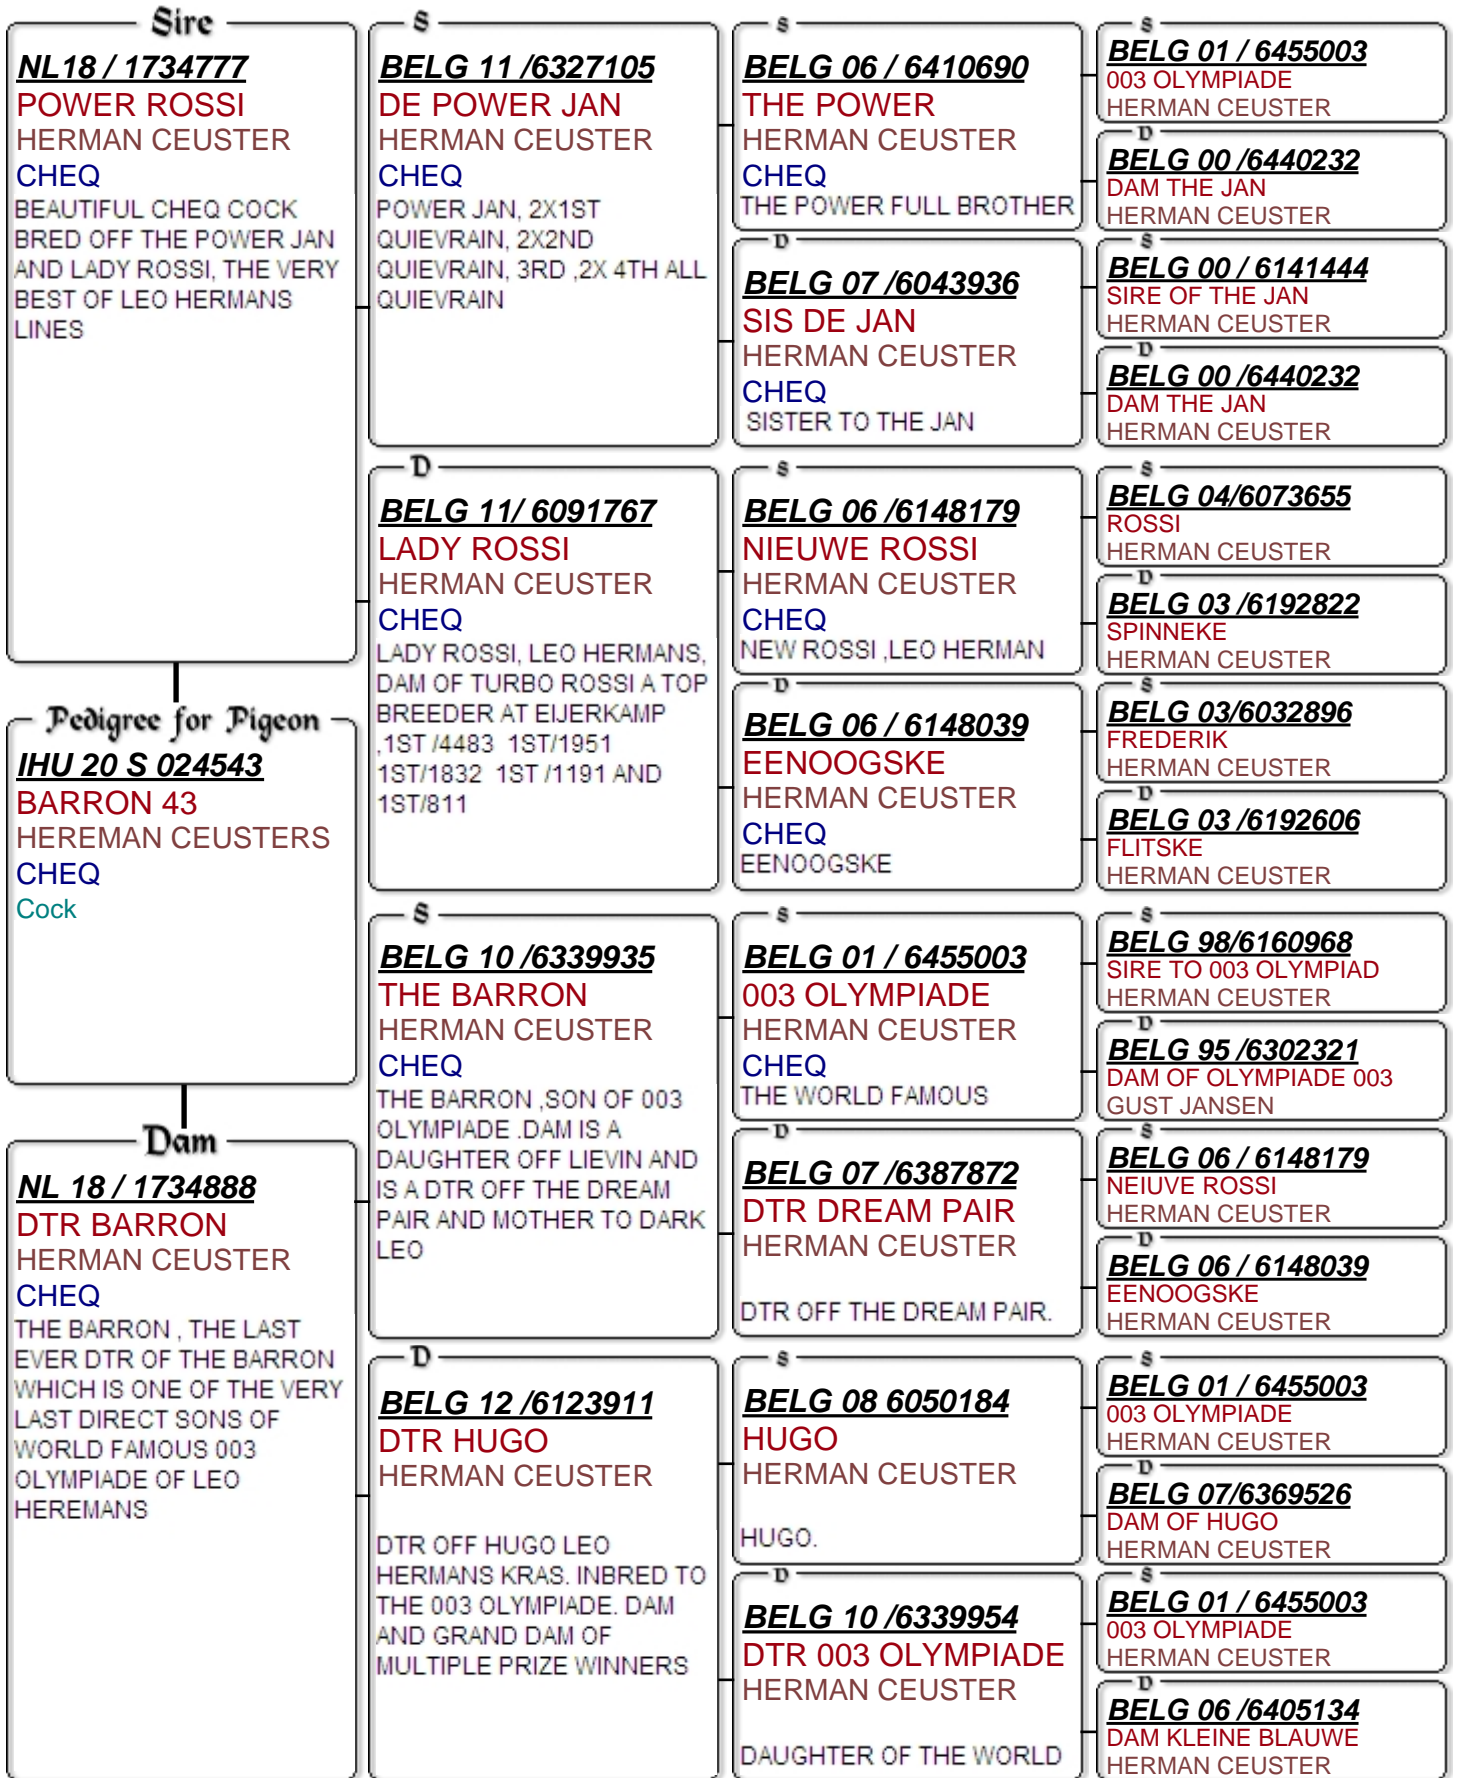 Sire
NL18 / 1734777
POWER ROSSI
HERMAN CEUSTER
CHEQ
BEAUTIFUL CHEQ COCK
BRED OFF THE POWER JAN
AND LADY ROSSI, THE VERY
BEST OF LEO HERMANS
LINES
Pedigree for Pigeon
IHU 20 S 024543
BARRON 43
HEREMAN CEUSTERS
CHEQ
Cock
Dam
NL 18 / 1734888
DTR BARRON
HERMAN CEUSTER
CHEQ
THE BARRON , THE LAST
EVER DTR OF THE BARRON
WHICH IS ONE OF THE VERY
LAST DIRECT SONS OF
WORLD FAMOUS 003
OLYMPIADE OF LEO
HEREMANS
S
BELG 11 /6327105
DE POWER JAN
HERMAN CEUSTER
CHEQ
POWER JAN, 2X1ST
QUIEVRAIN, 2X2ND
QUIEVRAIN, 3RD ,2X 4TH ALL
QUIEVRAIN
D
BELG 11/ 6091767
LADY ROSSI
HERMAN CEUSTER
CHEQ
LADY ROSSI, LEO HERMANS,
DAM OF TURBO ROSSI A TOP
BREEDER AT EIJERKAMP
,1ST /4483  1ST/1951
1ST/1832  1ST /1191 AND
1ST/811
S
BELG 10 /6339935
THE BARRON
HERMAN CEUSTER
CHEQ
THE BARRON ,SON OF 003
OLYMPIADE .DAM IS A
DAUGHTER OFF LIEVIN AND
IS A DTR OFF THE DREAM
PAIR AND MOTHER TO DARK
LEO
D
BELG 12 /6123911
DTR HUGO
HERMAN CEUSTER
DTR OFF HUGO LEO
HERMANS KRAS. INBRED TO
THE 003 OLYMPIADE. DAM
AND GRAND DAM OF
MULTIPLE PRIZE WINNERS
S
BELG 06 / 6410690
THE POWER
HERMAN CEUSTER
CHEQ
THE POWER FULL BROTHER
D
BELG 07 /6043936
SIS DE JAN
HERMAN CEUSTER
CHEQ
SISTER TO THE JAN
S
BELG 06 /6148179
NIEUWE ROSSI
HERMAN CEUSTER
CHEQ
NEW ROSSI ,LEO HERMAN
D
BELG 06 / 6148039
EENOOGSKE
HERMAN CEUSTER
CHEQ
EENOOGSKE
S
BELG 01 / 6455003
003 OLYMPIADE
HERMAN CEUSTER
CHEQ
THE WORLD FAMOUS
D
BELG 07 /6387872
DTR DREAM PAIR
HERMAN CEUSTER
DTR OFF THE DREAM PAIR.
S
BELG 08 6050184
HUGO
HERMAN CEUSTER
HUGO.
D
BELG 10 /6339954
DTR 003 OLYMPIADE
HERMAN CEUSTER
DAUGHTER OF THE WORLD
S
BELG 01 / 6455003
003 OLYMPIADE
HERMAN CEUSTER
D
BELG 00 /6440232
DAM THE JAN
HERMAN CEUSTER
S
BELG 00 / 6141444
SIRE OF THE JAN
HERMAN CEUSTER
D
BELG 00 /6440232
DAM THE JAN
HERMAN CEUSTER
S
BELG 04/6073655
ROSSI
HERMAN CEUSTER
D
BELG 03 /6192822
SPINNEKE
HERMAN CEUSTER
S
BELG 03/6032896
FREDERIK
HERMAN CEUSTER
D
BELG 03 /6192606
FLITSKE
HERMAN CEUSTER
S
BELG 98/6160968
SIRE TO 003 OLYMPIAD
HERMAN CEUSTER
D
BELG 95 /6302321
DAM OF OLYMPIADE 003
GUST JANSEN
S
BELG 06 / 6148179
NEIUVE ROSSI
HERMAN CEUSTER
D
BELG 06 / 6148039
EENOOGSKE
HERMAN CEUSTER
S
BELG 01 / 6455003
003 OLYMPIADE
HERMAN CEUSTER
D
BELG 07/6369526
DAM OF HUGO
HERMAN CEUSTER
S
BELG 01 / 6455003
003 OLYMPIADE
HERMAN CEUSTER
D
BELG 06 /6405134
DAM KLEINE BLAUWE
HERMAN CEUSTER